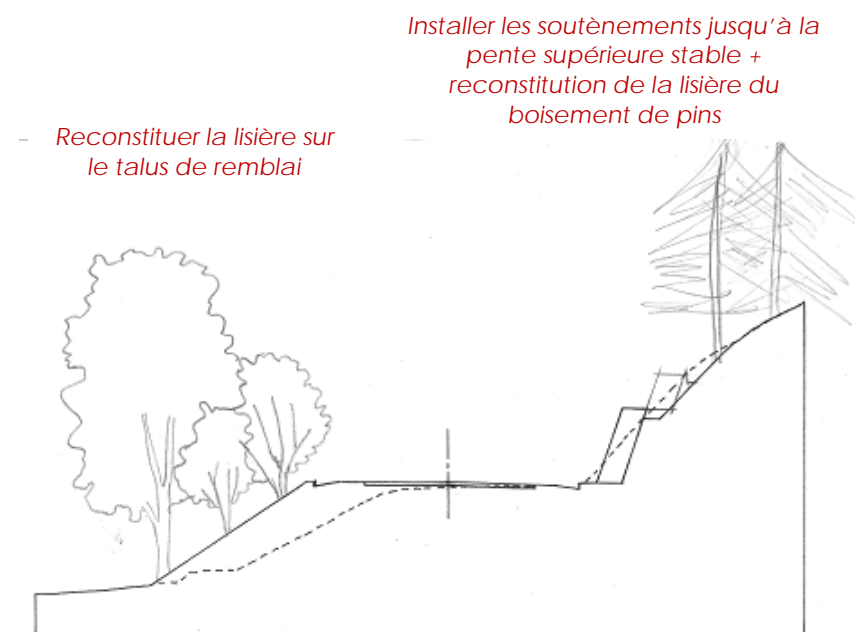 Installer les soutènements jusqu'à la
pente supérieure stable +
reconstitution de la lisière du
boisement de pins
Reconstituer la lisière sur
le talus de remblai